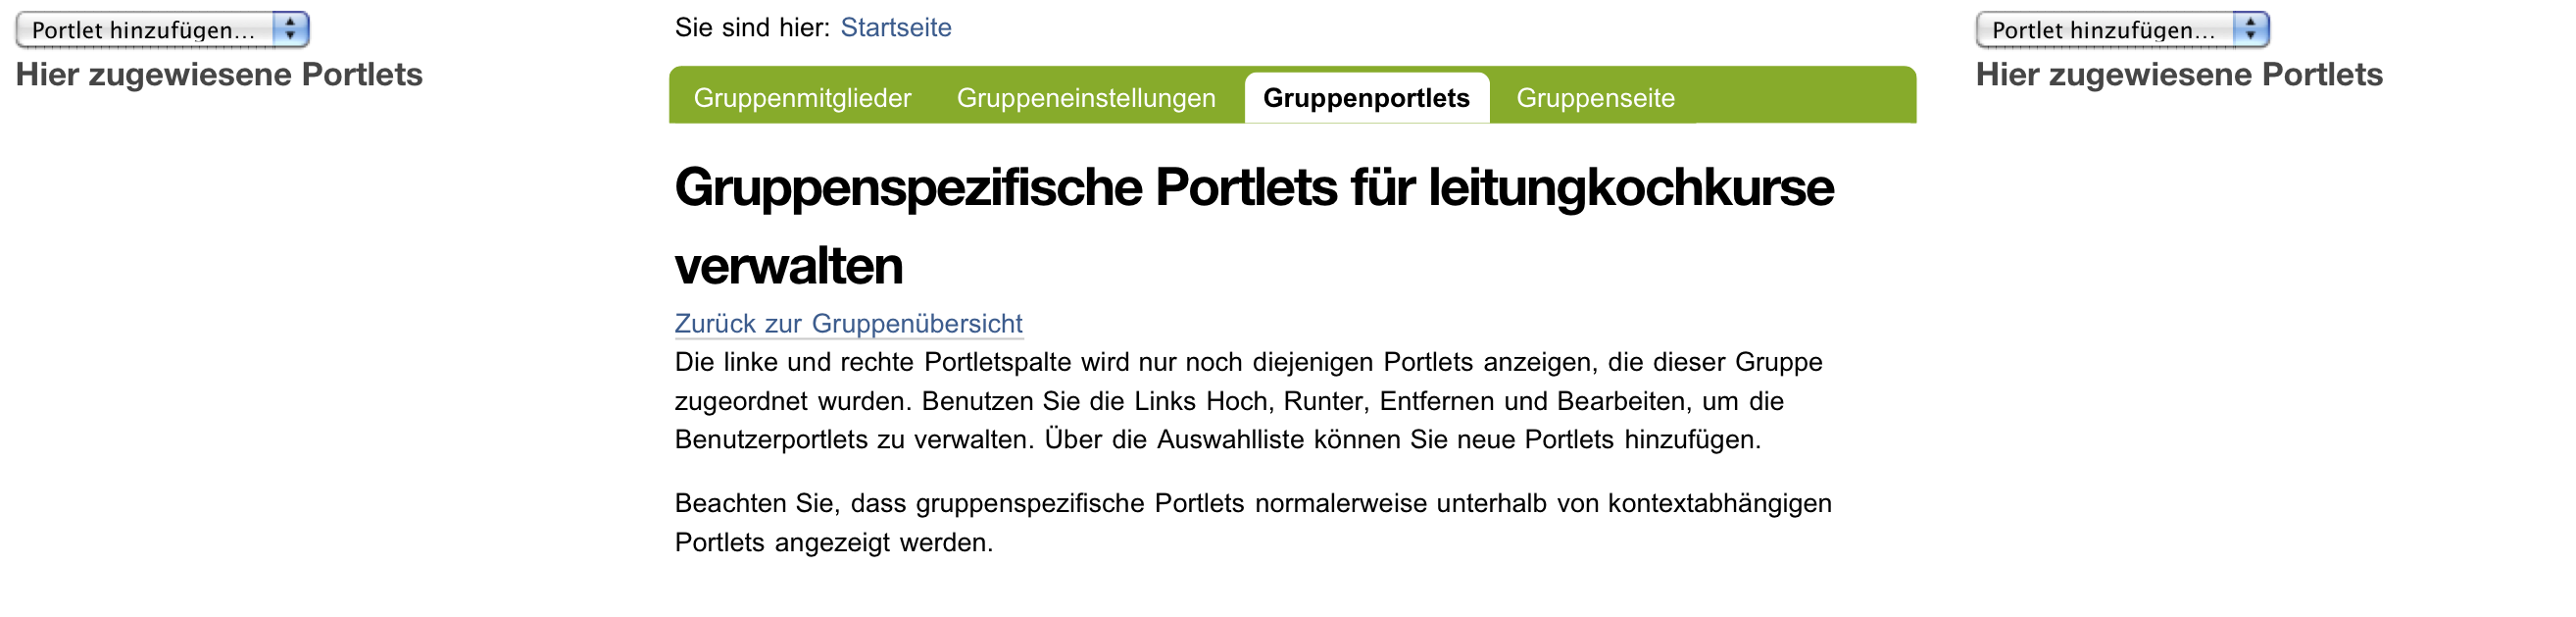 Portlet hinzufügen...
Hier zugewiesene Portlets
Sie sind hier: Startseite
Gruppenmitglieder Gruppeneinstellungen Gruppenportlets Gruppenseite
Gruppenspezifische Portlets für leitungkochkurse
verwalten
Zurück zur Gruppenübersicht
Die linke und rechte Portletspalte wird nur noch diejenigen Portlets anzeigen, die dieser Gruppe
zugeordnet wurden. Benutzen Sie die Links Hoch, Runter, Entfernen und Bearbeiten, um die
Benutzerportlets zu verwalten. Über die Auswahlliste können Sie neue Portlets hinzufügen.
Beachten Sie, dass gruppenspezifische Portlets normalerweise unterhalb von kontextabhängigen
Portlets angezeigt werden.
Portlet hinzufügen...
Hier zugewiesene Portlets